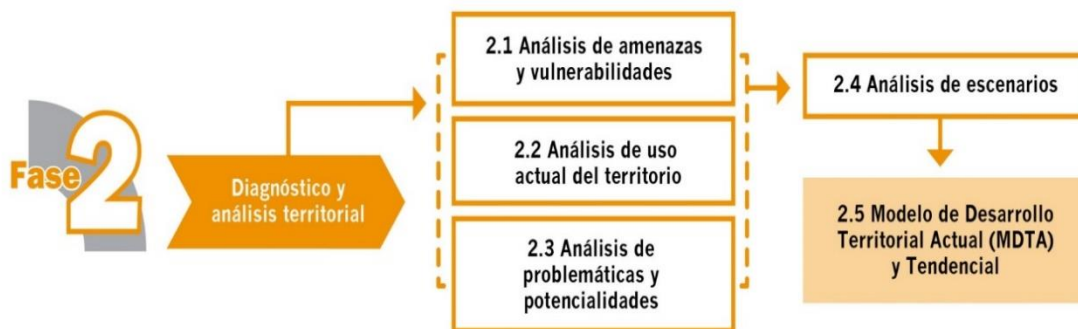 Fase 2
Diagnóstico y
análisis territorial
2.1 Análisis de amenazas
y vulnerabilidades
2.2 Análisis de uso
actual del territorio
2.3 Análisis de
problemáticas y
potencialidades
2.4 Análisis de escenarios
2.5 Modelo de Desarrollo
Territorial Actual (MDTA)
y Tendencial